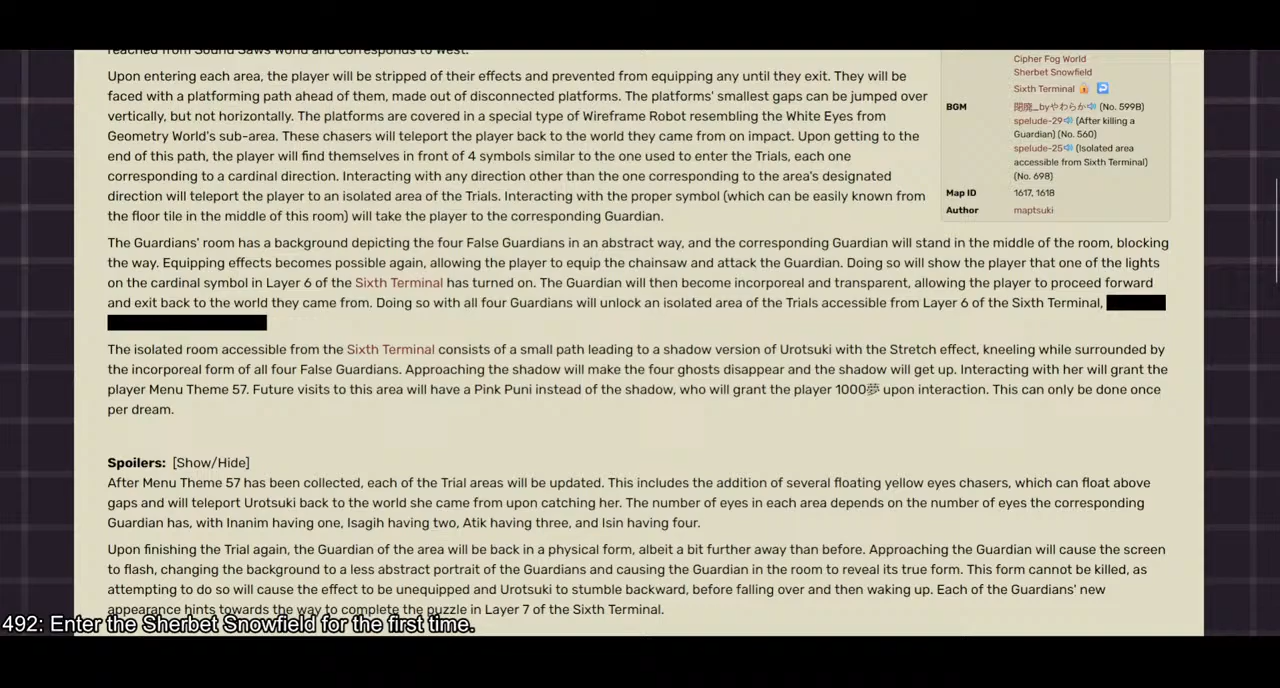 reached from Sound Saws World and corresponds to West.
Upon entering each area, the player will be stripped of their effects and prevented from equipping any until they exit. They will be
faced with a platforming path ahead of them, made out of disconnected platforms. The platforms' smallest gaps can be jumped over
vertically, but not horizontally. The platforms are covered in a special type of Wireframe Robot resembling the White Eyes from
Geometry World's sub-area. These chasers will teleport the player back to the world they came from on impact. Upon getting to the
end of this path, the player will find themselves in front of 4 symbols similar to the one used to enter the Trials, each one
corresponding to a cardinal direction. Interacting with any direction other than the one corresponding to the area's designated
direction will teleport the player to an isolated area of the Trials. Interacting with the proper symbol (which can be easily known from
the floor tile in the middle of this room) will take the player to the corresponding Guardian.
Cipher Fog World
Sherbet Snowfield
Sixth Terminal
BGM
閉廃_byやわらか (No. 599B)
spelude-29 (After killing a
Guardian) (No. 560)
spelude-25 (Isolated area
accessible from Sixth Terminal)
(No. 698)
Map ID 1617, 1618
Author maptsuki
The Guardians' room has a background depicting the four False Guardians in an abstract way, and the corresponding Guardian will stand in the middle of the room, blocking
the way. Equipping effects becomes possible again, allowing the player to equip the chainsaw and attack the Guardian. Doing so will show the player that one of the lights
on the cardinal symbol in Layer 6 of the Sixth Terminal has turned on. The Guardian will then become incorporeal and transparent, allowing the player to proceed forward
and exit back to the world they came from. Doing so with all four Guardians will unlock an isolated area of the Trials accessible from Layer 6 of the Sixth Terminal,
The isolated room accessible from the Sixth Terminal consists of a small path leading to a shadow version of Urotsuki with the Stretch effect, kneeling while surrounded by
the incorporeal form of all four False Guardians. Approaching the shadow will make the four ghosts disappear and the shadow will get up. Interacting with her will grant the
player Menu Theme 57. Future visits to this area will have a Pink Puni instead of the shadow, who will grant the player 1000夢 upon interaction. This can only be done once
per dream.
Spoilers: [Show/Hide]
After Menu Theme 57 has been collected, each of the Trial areas will be updated. This includes the addition of several floating yellow eyes chasers, which can float above
gaps and will teleport Urotsuki back to the world she came from upon catching her. The number of eyes in each area depends on the number of eyes the corresponding
Guardian has, with Inanim having one, Isagih having two, Atik having three, and Isin having four.
Upon finishing the Trial again, the Guardian of the area will be back in a physical form, albeit a bit further away than before. Approaching the Guardian will cause the screen
to flash, changing the background to a less abstract portrait of the Guardians and causing the Guardian in the room to reveal its true form. This form cannot be killed, as
attempting to do so will cause the effect to be unequipped and Urotsuki to stumble backward, before falling over and then waking up. Each of the Guardians' new
appearance hints towards the way to complete the puzzle in Layer 7 of the Sixth Terminal.
492: Enter the Sherbet Snowfield for the first time.